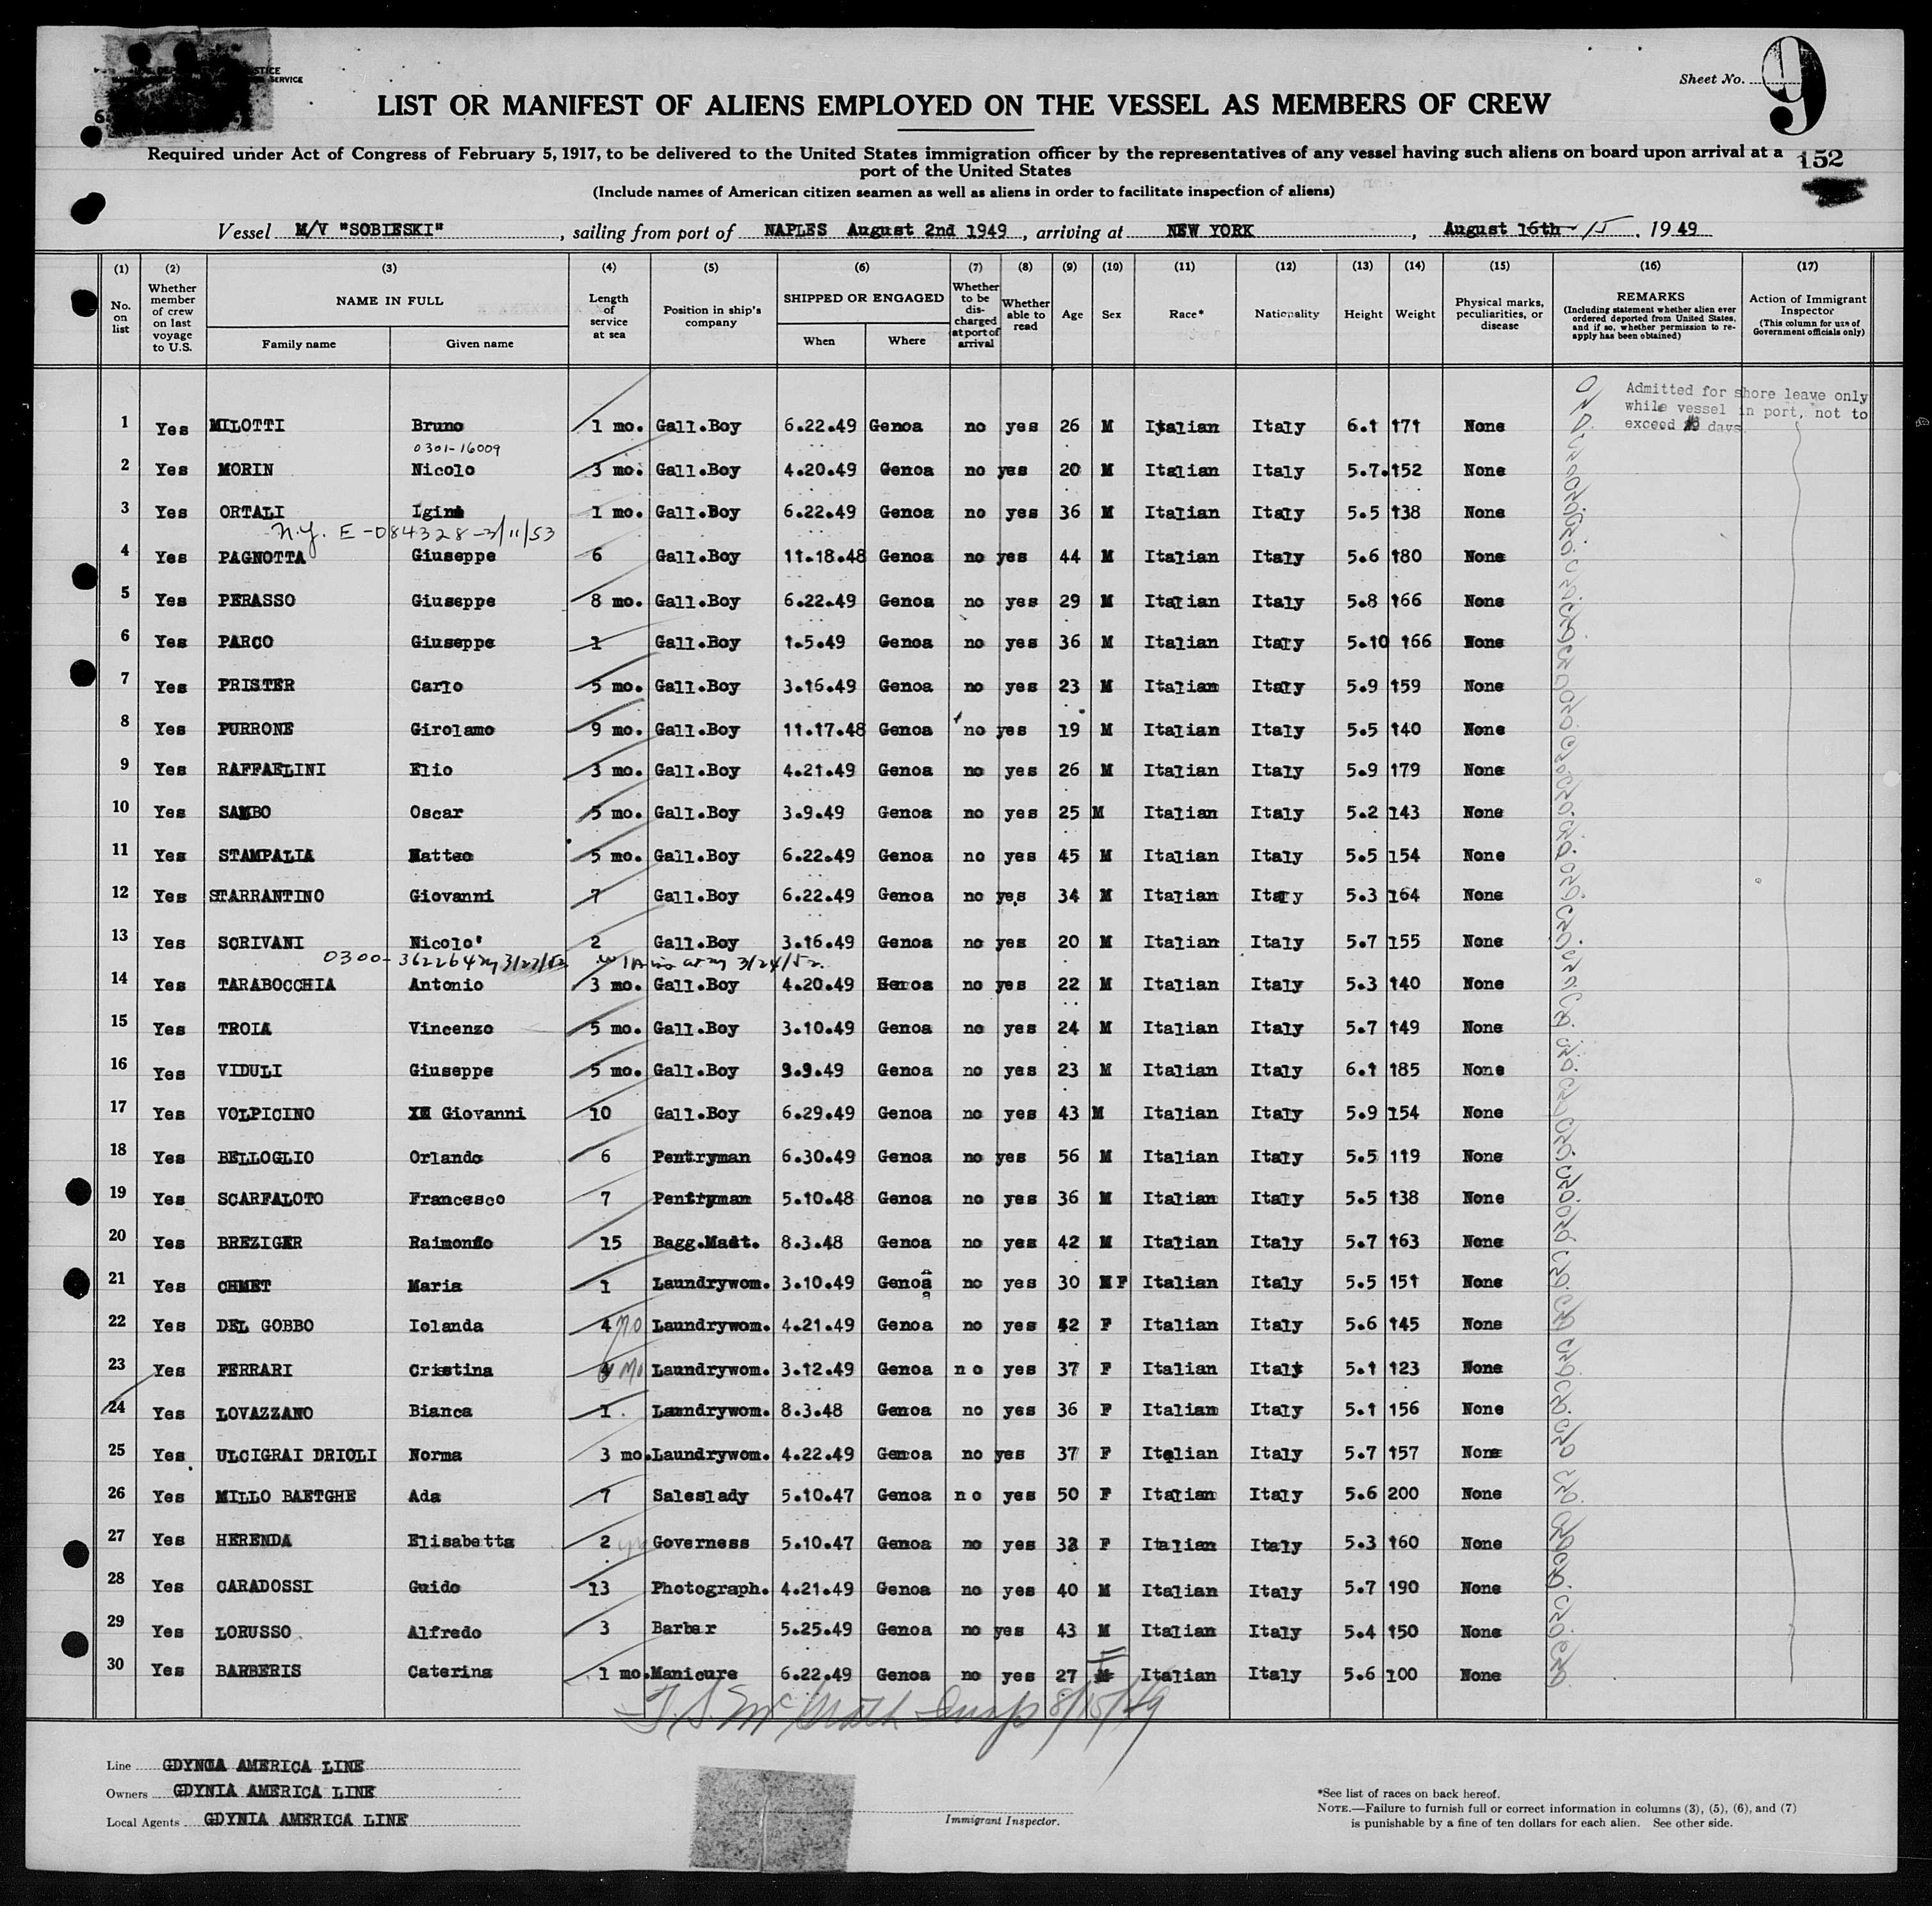 STICE
SERVICE
Sheet No. 9
LIST OR MANIFEST OF ALIENS EMPLOYED ON THE VESSEL AS MEMBERS OF CREW
Required under Act of Congress of February 5, 1917, to be delivered to the United States immigration officer by the representatives of any vessel having such aliens on board upon arrival at a
port of the United States
152
(Include names of American citizen seamen as well as aliens in order to facilitate inspection of aliens)
Vessel M/V "SOBIESKI", sailing from port of NAPLES August 2nd 1949, arriving at NEW YORK, August 16th 15, 1949
(1) (2) (3) (4) (5) (6) (7) (8) (9) (10) (11) (12) (13) (14) (15) (16) (17)
No. on list
Whether member of crew on last voyage to U.S.
NAME IN FULL
Family name
Given name
Length of service at sea
Position in ship's company
SHIPPED OR ENGAGED
When
Where
Whether to be discharged at port of arrival
Whether able to read
Age
Sex
Race*
Nationality
Height
Weight
Physical marks, peculiarities, or disease
REMARKS
(Including statement whether alien ever ordered deported from United States, and if so, whether permission to reapply has been obtained)
Action of Immigrant Inspector
(This column for use of Government officials only)
Admitted for shore leave only
while vessel in port, not to
exceed days
1 Yes MILOTTI Bruno 1 mo. Gall.Boy 6.22.49 Genoa no yes 26 M Italian Italy 6.1 171 None
0301-16009
2 Yes MORIN Nicolo 3 mo. Gall.Boy 4.20.49 Genoa no yes 20 M Italian Italy 5.7. 152 None
3 Yes ORTALI Igino 1 mo. Gall.Boy 6.22.49 Genoa no yes 36 M Italian Italy 5.5 138 None
N.Y. E-084328-3/11/53
4 Yes PAGNOTTA Giuseppe 6 Gall.Boy 11.18.48 Genoa no yes 44 M Italian Italy 5.6 180 None
5 Yes PERASSO Giuseppe 8 mo. Gall.Boy 6.22.49 Genoa no yes 29 M Italian Italy 5.8 166 None
6 Yes PARCO Giuseppe 1 Gall.Boy 1.5.49 Genoa no yes 36 M Italian Italy 5.10 166 None
7 Yes PRISTER Carlo 5 mo. Gall.Boy 3.16.49 Genoa no yes 23 M Italian Italy 5.9 159 None
8 Yes PURRONE Girolamo 9 mo. Gall.Boy 11.17.48 Genoa no yes 19 M Italian Italy 5.5 140 None
9 Yes RAFFAELINI Elio 3 mo. Gall.Boy 4.21.49 Genoa no yes 26 M Italian Italy 5.9 179 None
10 Yes SAMBO Oscar 5 mo. Gall.Boy 3.9.49 Genoa no yes 25 M Italian Italy 5.2 143 None
11 Yes STAMPALIA Matteo 5 mo. Gall.Boy 6.22.49 Genoa no yes 45 M Italian Italy 5.5 154 None
12 Yes STARRANTINO Giovanni 7 Gall.Boy 6.22.49 Genoa no yes 34 M Italian Italy 5.3 164 None
13 Yes SCRIVANI Nicolo' 2 Gall.Boy 3.16.49 Genoa no yes 20 M Italian Italy 5.7 155 None
0300-362264 3/27/52 3/24/52
14 Yes TARABOCCHIA Antonio 3 mo. Gall.Boy 4.20.49 Genoa no yes 22 M Italian Italy 5.3 140 None
15 Yes TROIA Vincenzo 5 mo. Gall.Boy 3.10.49 Genoa no yes 24 M Italian Italy 5.7 149 None
16 Yes VIDULI Giuseppe 5 mo. Gall.Boy 3.9.49 Genoa no yes 23 M Italian Italy 6.1 185 None
17 Yes VOLPICINO Giovanni 10 Gall.Boy 6.29.49 Genoa no yes 43 M Italian Italy 5.9 154 None
18 Yes BELLOGLIO Orlando 6 Pentryman 6.30.49 Genoa no yes 56 M Italian Italy 5.5 119 None
19 Yes SCARFALOTO Francesco 7 Pentryman 5.10.48 Genoa no yes 36 M Italian Italy 5.5 138 None
20 Yes BREZIGER Raimondo 15 Bagg.Mast. 8.3.48 Genoa no yes 42 M Italian Italy 5.7 163 None
21 Yes CHMET Maria 1 Laundrywom. 3.10.49 Genoa no yes 30 M F Italian Italy 5.5 151 None
22 Yes DEL GOBBO Iolanda 4 mo Laundrywom. 4.21.49 Genoa no yes 42 F Italian Italy 5.6 145 None
23 Yes FERRARI Cristina mo Laundrywom. 3.12.49 Genoa no yes 37 F Italian Italy 5.1 123 None
24 Yes LOVAZZANO Bianca 1. Laundrywom. 8.3.48 Genoa no yes 36 F Italian Italy 5.1 156 None
25 Yes ULCIGRAI DRIOLI Norma 3 mo. Laundrywom. 4.22.49 Genoa no yes 37 F Italian Italy 5.7 157 None
26 Yes MILLO BAETGHE Ada 7 Saleslady 5.10.47 Genoa no yes 50 F Italian Italy 5.6 200 None
27 Yes HERENDA Elisabetta 2 Governess 5.10.47 Genoa no yes F Italian Italy 5.3 160 None
28 Yes CARADOSSI Guido 13 Photograph. 4.21.49 Genoa no yes 40 M Italian Italy 5.7 190 None
29 Yes LORUSSO Alfredo 3 Barber 5.25.49 Genoa no yes 43 M Italian Italy 5.4 150 None
30 Yes BARBERIS Caterina 1 mo. Manicure 6.22.49 Genoa no yes 27 F Italian Italy 5.6 100 None
T.S. McGrath Insp 8/15/49
Line GDYNIA AMERICA LINE
Owners GDYNIA AMERICA LINE
Local Agents GDYNIA AMERICA LINE
Immigrant Inspector.
*See list of races on back hereof.
NOTE.—Failure to furnish full or correct information in columns (3), (5), (6), and (7)
is punishable by a fine of ten dollars for each alien. See other side.